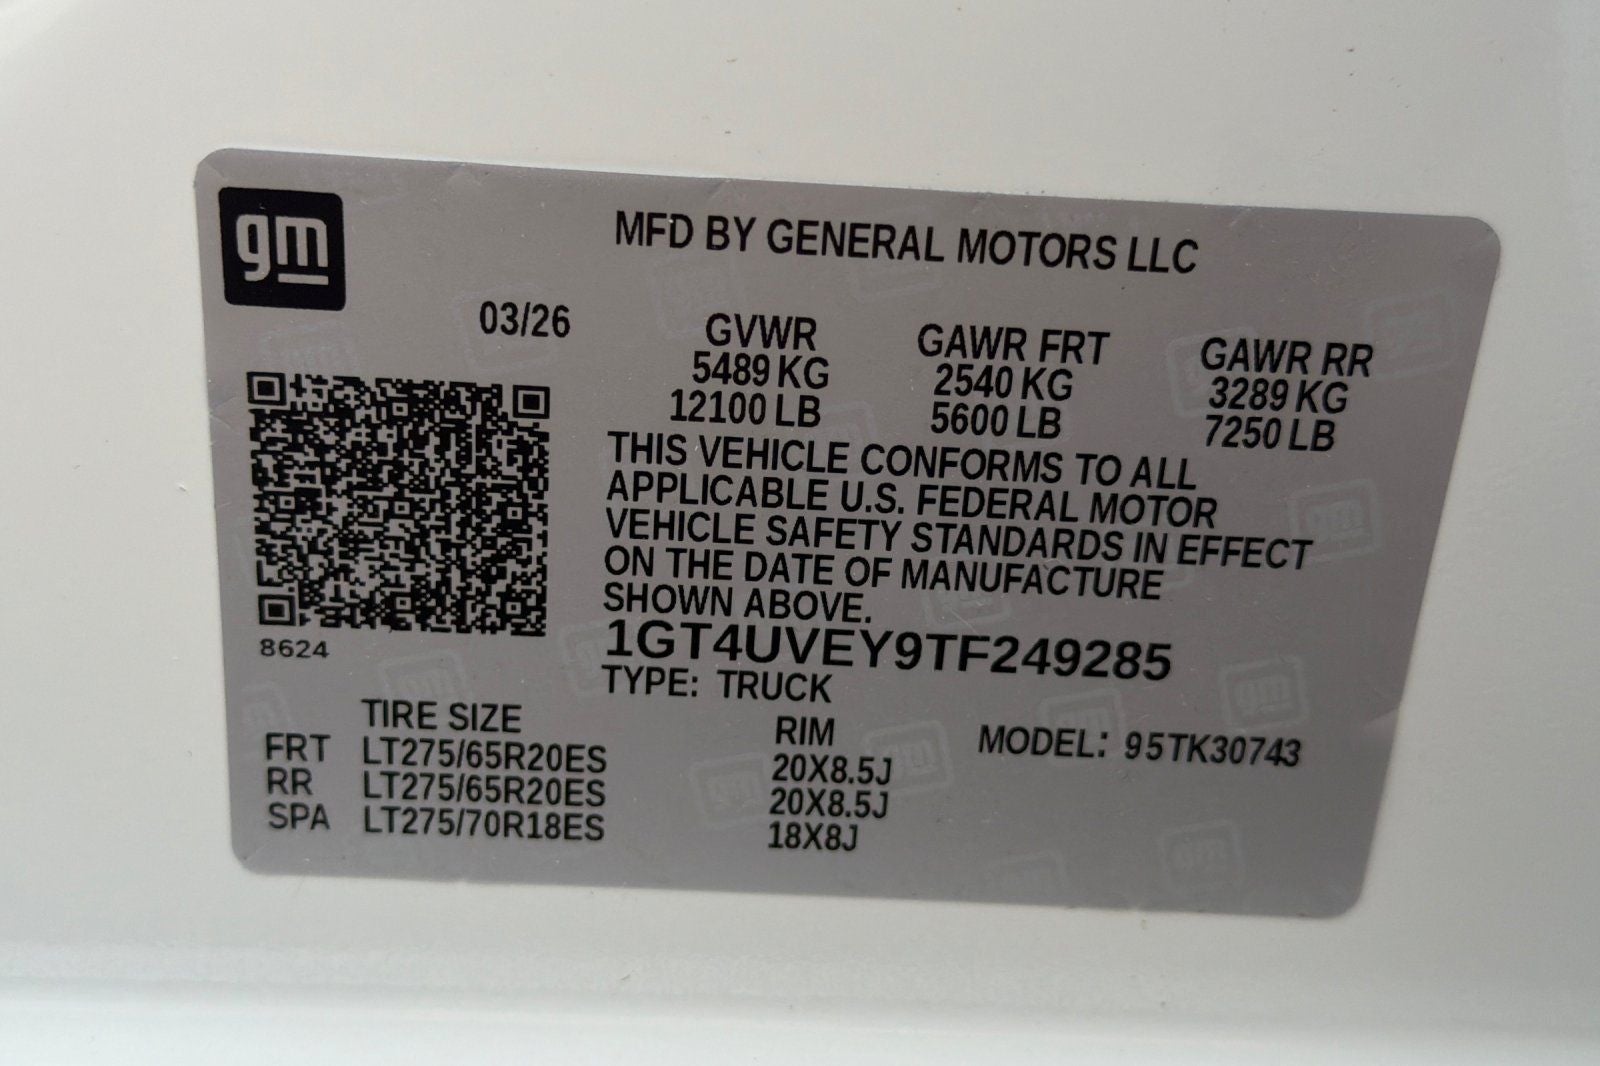 gm
MFD BY GENERAL MOTORS LLC
03/26
GVWR GAWR FRT GAWR RR
5489 KG 2540 KG 3289 KG
12100 LB 5600 LB 7250 LB
THIS VEHICLE CONFORMS TO ALL
APPLICABLE U.S. FEDERAL MOTOR
VEHICLE SAFETY STANDARDS IN EFFECT
ON THE DATE OF MANUFACTURE
SHOWN ABOVE.
1GT4UVEY9TF249285
8624
TYPE: TRUCK
TIRE SIZE RIM MODEL: 95TK30743
FRT LT275/65R20ES 20X8.5J
RR LT275/65R20ES 20X8.5J
SPA LT275/70R18ES 18X8J